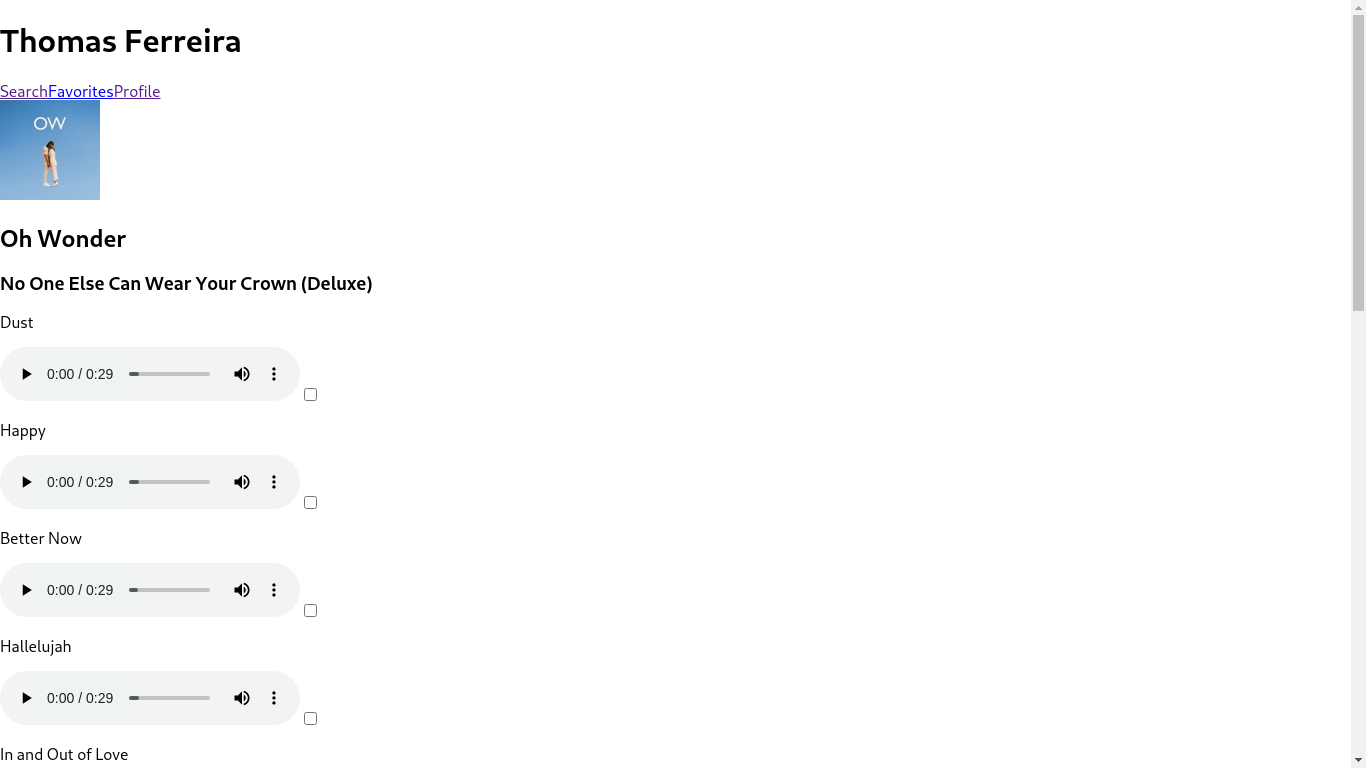 Thomas Ferreira
SearchFavoritesProfile
OW
Oh Wonder
No One Else Can Wear Your Crown (Deluxe)
Dust
0:00 / 0:29
Happy
0:00 / 0:29
Better Now
0:00 / 0:29
Hallelujah
0:00 / 0:29
In and Out of Love